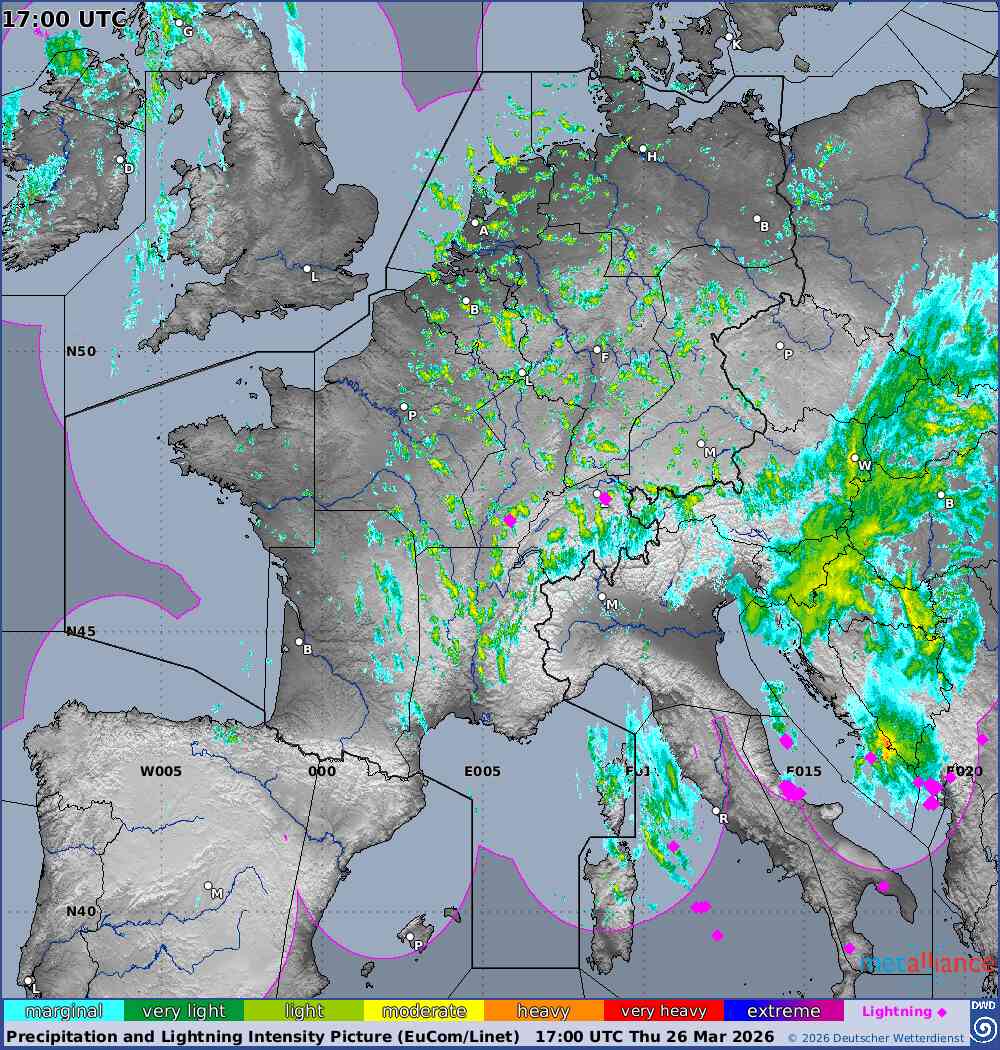 17:00 UTC
G
K
D
H
A
B
L
B
N50
F
P
L
P
M
W
B
L
M
N45
B
W005
000
E005
E01
E015
E020
R
M
N40
P
metalliance
L
marginal very light light moderate heavy very heavy extreme Lightning
DWD
Precipitation and Lightning Intensity Picture (EuCom/Linet) 17:00 UTC Thu 26 Mar 2026 © 2026 Deutscher Wetterdienst